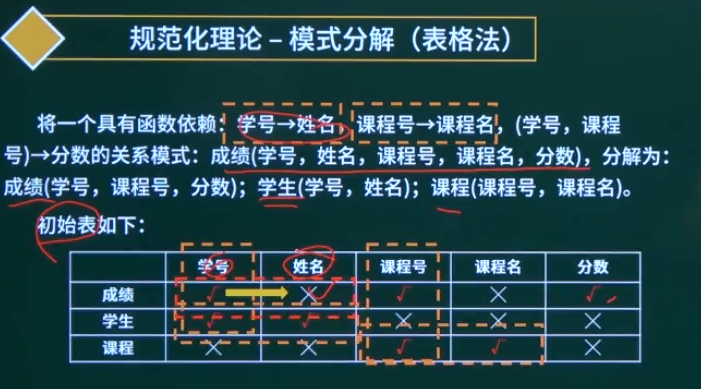 规范化理论 – 模式分解（表格法）
将一个具有函数依赖：学号→姓名，课程号→课程名，(学号，课程
号)→分数的关系模式：成绩(学号，姓名，课程号，课程名，分数)，分解为：
成绩(学号，课程号，分数)；学生(学号，姓名)；课程(课程号，课程名)。
初始表如下：
学号 姓名 课程号 课程名 分数
成绩 √ × √ × √
学生 √ √ × × ×
课程 × × √ √ ×